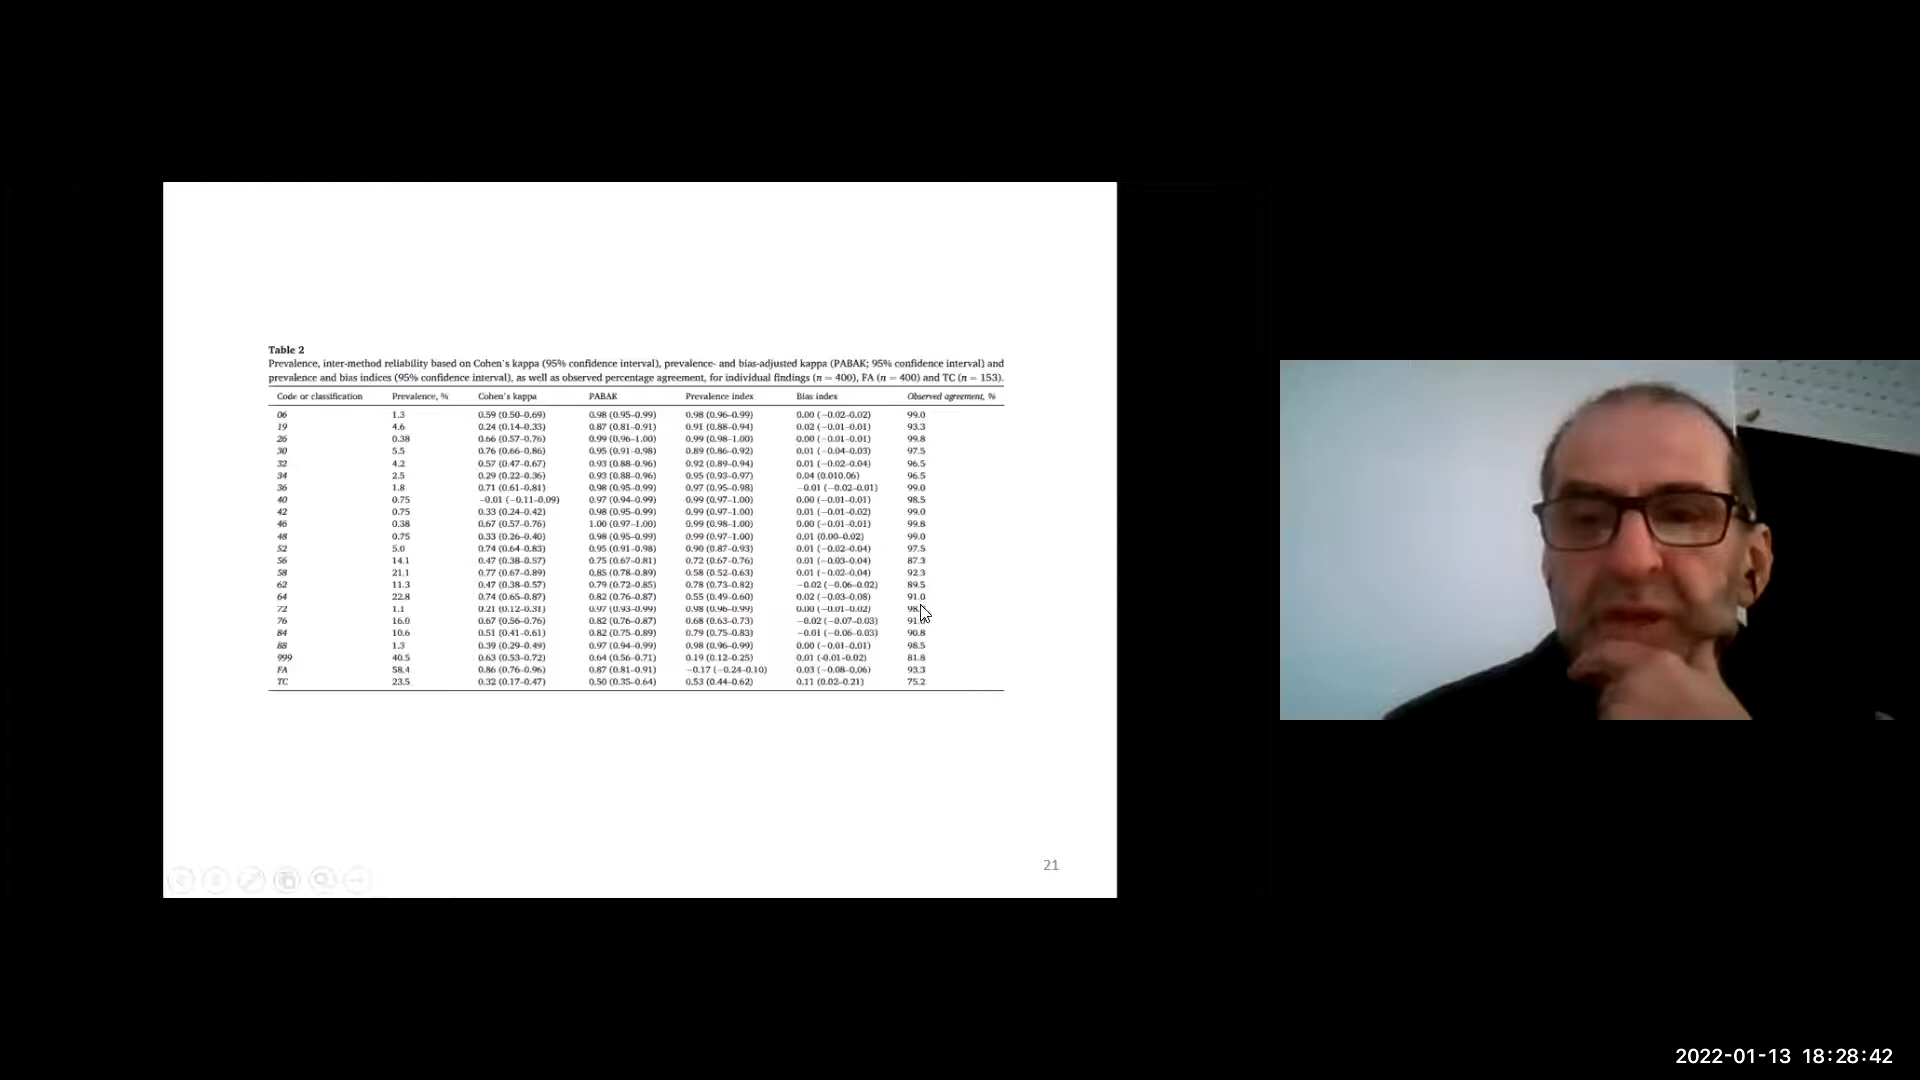 Table 2
Prevalence, inter-method reliability based on Cohen's kappa (95% confidence interval), prevalence- and bias-adjusted kappa (PABAK; 95% confidence interval) and
prevalence and bias indices (95% confidence interval), as well as observed percentage agreement, for individual findings (n = 400), FA (n = 400) and TC (n = 153).
Code or classification Prevalence, % Cohen's kappa PABAK Prevalence index Bias index Observed agreement, %
06 1.3 0.59 (0.50–0.69) 0.98 (0.95–0.99) 0.98 (0.96–0.99) 0.00 (−0.02–0.02) 99.0
19 4.6 0.24 (0.14–0.33) 0.87 (0.81–0.91) 0.91 (0.88–0.94) 0.02 (−0.01–0.01) 93.3
26 0.38 0.66 (0.57–0.76) 0.99 (0.96–1.00) 0.99 (0.98–1.00) 0.00 (−0.01–0.01) 99.8
30 5.5 0.76 (0.66–0.86) 0.95 (0.91–0.98) 0.89 (0.86–0.92) 0.01 (−0.04–0.03) 97.5
32 4.2 0.57 (0.47–0.67) 0.93 (0.88–0.96) 0.92 (0.89–0.94) 0.01 (−0.02–0.04) 96.5
34 2.5 0.29 (0.22–0.36) 0.93 (0.88–0.96) 0.95 (0.93–0.97) 0.04 (0.010.06) 96.5
36 1.8 0.71 (0.61–0.81) 0.98 (0.95–0.99) 0.97 (0.95–0.98) −0.01 (−0.02–0.01) 99.0
40 0.75 −0.01 (−0.11–0.09) 0.97 (0.94–0.99) 0.99 (0.97–1.00) 0.00 (−0.01–0.01) 98.5
42 0.75 0.33 (0.24–0.42) 0.98 (0.95–0.99) 0.99 (0.97–1.00) 0.01 (−0.01–0.02) 99.0
46 0.38 0.67 (0.57–0.76) 1.00 (0.97–1.00) 0.99 (0.98–1.00) 0.00 (−0.01–0.01) 99.8
48 0.75 0.33 (0.26–0.40) 0.98 (0.95–0.99) 0.99 (0.97–1.00) 0.01 (0.00–0.02) 99.0
52 5.0 0.74 (0.64–0.83) 0.95 (0.91–0.98) 0.90 (0.87–0.93) 0.01 (−0.02–0.04) 97.5
56 14.1 0.47 (0.38–0.57) 0.75 (0.67–0.81) 0.72 (0.67–0.76) 0.01 (−0.03–0.04) 87.3
58 21.1 0.77 (0.67–0.89) 0.85 (0.78–0.89) 0.58 (0.52–0.63) 0.01 (−0.02–0.04) 92.3
62 11.3 0.47 (0.38–0.57) 0.79 (0.72–0.85) 0.78 (0.73–0.82) −0.02 (−0.06–0.02) 89.5
64 22.8 0.74 (0.65–0.87) 0.82 (0.76–0.87) 0.55 (0.49–0.60) 0.02 (−0.03–0.08) 91.0
72 1.1 0.21 (0.12–0.31) 0.97 (0.93–0.99) 0.98 (0.96–0.99) 0.00 (−0.01–0.02)
76 16.0 0.67 (0.56–0.76) 0.82 (0.76–0.87) 0.68 (0.63–0.73) −0.02 (−0.07–0.03)
84 10.6 0.51 (0.41–0.61) 0.82 (0.75–0.89) 0.79 (0.75–0.83) −0.01 (−0.06–0.03) 90.8
88 1.3 0.39 (0.29–0.49) 0.97 (0.94–0.99) 0.98 (0.96–0.99) 0.00 (−0.01–0.01) 98.5
999 40.5 0.63 (0.53–0.72) 0.64 (0.56–0.71) 0.19 (0.12–0.25) 0.01 (-0.01–0.02) 81.8
FA 58.4 0.86 (0.76–0.96) 0.87 (0.81–0.91) −0.17 (−0.24–0.10) 0.03 (−0.08–0.06) 93.3
TC 23.5 0.32 (0.17–0.47) 0.50 (0.35–0.64) 0.53 (0.44–0.62) 0.11 (0.02–0.21) 75.2
21
2022-01-13 18:28:42